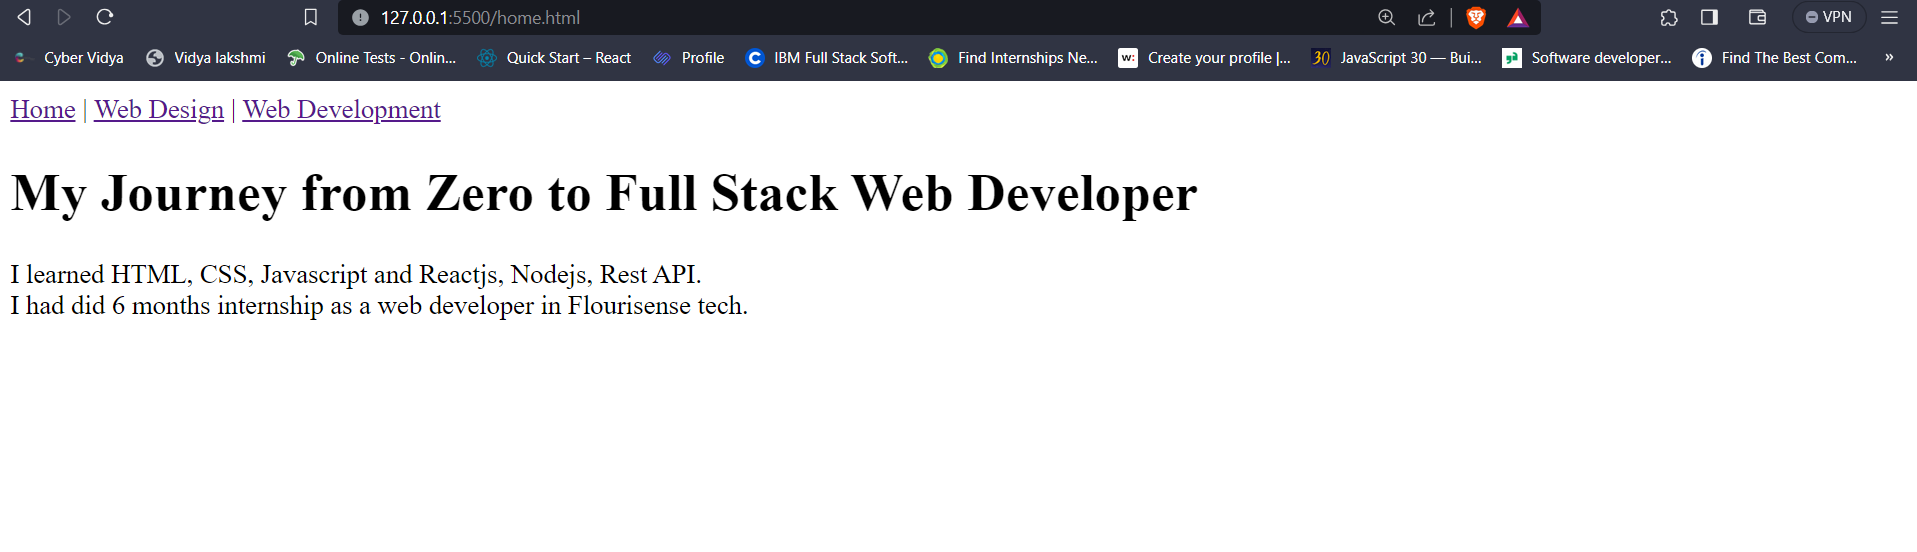 127.0.0.1:5500/home.html
VPN
Cyber Vidya Vidya lakshmi Online Tests - Onlin... Quick Start – React Profile IBM Full Stack Soft... Find Internships Ne... w: Create your profile |... 30 JavaScript 30 — Bui... Software developer... Find The Best Com... »
Home | Web Design | Web Development
My Journey from Zero to Full Stack Web Developer
I learned HTML, CSS, Javascript and Reactjs, Nodejs, Rest API.
I had did 6 months internship as a web developer in Flourisense tech.